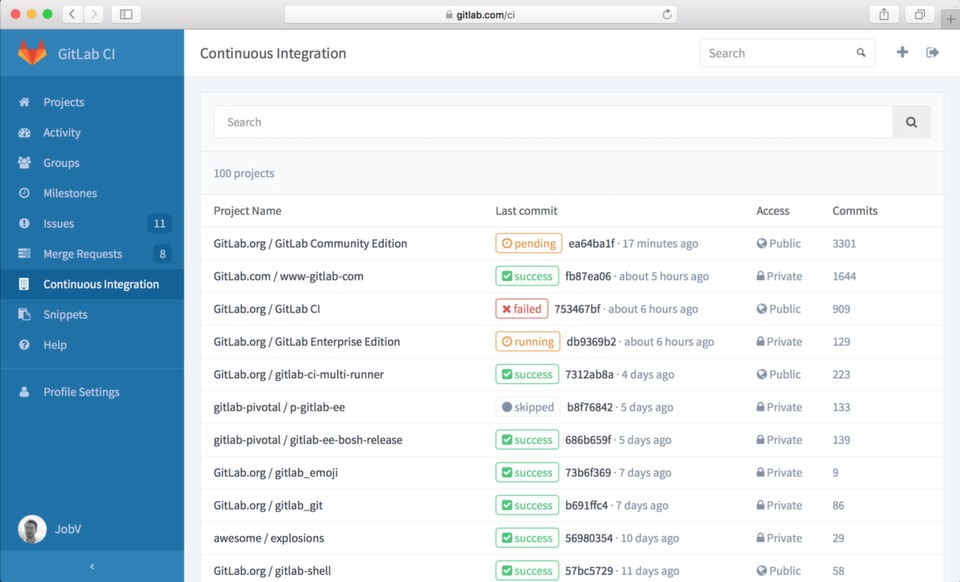 gitlab.com/ci
GitLab CI
Continuous Integration
Search
Projects
Activity
Groups
Milestones
Issues 11
Merge Requests 8
Continuous Integration
Snippets
Help
Profile Settings
JobV
Search
100 projects
Project Name Last commit Access Commits
GitLab.org / GitLab Community Edition pending ea64ba1f · 17 minutes ago Public 3301
GitLab.com / www-gitlab-com success fb87ea06 · about 5 hours ago Private 1644
GitLab.org / GitLab CI failed 753467bf · about 6 hours ago Public 909
GitLab.org / GitLab Enterprise Edition running db9369b2 · about 6 hours ago Private 129
GitLab.org / gitlab-ci-multi-runner success 7312ab8a · 4 days ago Public 223
gitlab-pivotal / p-gitlab-ee skipped b8f76842 · 5 days ago Private 133
gitlab-pivotal / gitlab-ee-bosh-release success 686b659f · 5 days ago Private 139
GitLab.org / gitlab_emoji success 73b6f369 · 7 days ago Private 9
GitLab.org / gitlab_git success b691ffc4 · 7 days ago Private 86
awesome / explosions success 56980354 · 10 days ago Private 29
GitLab.org / gitlab-shell success 57bc5729 · 11 days ago Public 58